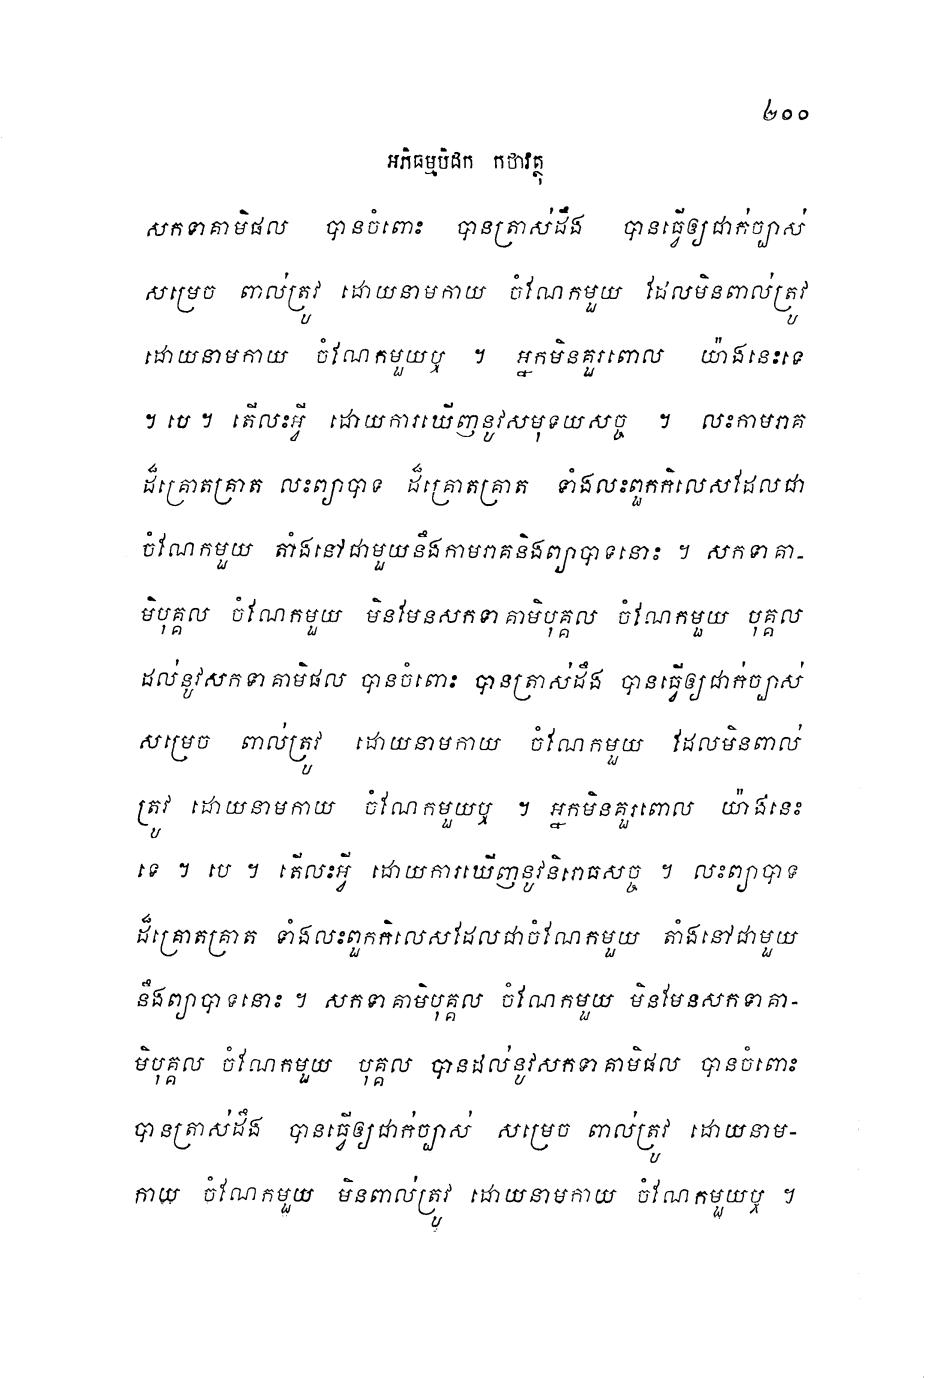 ២០០
អភិធម្មបិដក កថាវត្ថុ
សកទាគាមិផល បានចំពោះ បានត្រាស់ដឹង បានធ្វើឲ្យជាក់ច្បាស់
សម្រេច ពាល់ត្រូវ ដោយនាមកាយ ចំណែកមួយ ដែលមិនពាល់ត្រូវ
ដោយនាមកាយ ចំណែកមួយឬ ។ អ្នកមិនគួរពោល យ៉ាងនេះទេ
។ បេ ។ តើលះអ្វី ដោយការឃើញនូវសមុទយសច្ច ។ លះកាមរាគ
ដ៏គ្រោតគ្រាត លះព្យាបាទ ដ៏គ្រោតគ្រាត ទាំងលះពួកកិលេសដែលជា
ចំណែកមួយ តាំងនៅជាមួយនឹងកាមរាគនិងព្យាបាទនោះ ។ សកទាគា-
មិបុគ្គល ចំណែកមួយ មិនមែនសកទាគាមិបុគ្គល ចំណែកមួយ បុគ្គល
ដល់នូវសកទាគាមិផល បានចំពោះ បានត្រាស់ដឹង បានធ្វើឲ្យជាក់ច្បាស់
សម្រេច ពាល់ត្រូវ ដោយនាមកាយ ចំណែកមួយ ដែលមិនពាល់
ត្រូវ ដោយនាមកាយ ចំណែកមួយឬ ។ អ្នកមិនគួរពោល យ៉ាងនេះ
ទេ ។ បេ ។ តើលះអ្វី ដោយការឃើញនូវនិរោធសច្ច ។ លះព្យាបាទ
ដ៏គ្រោតគ្រាត ទាំងលះពួកកិលេសដែលជាចំណែកមួយ តាំងនៅជាមួយ
នឹងព្យាបាទនោះ ។ សកទាគាមិបុគ្គល ចំណែកមួយ មិនមែនសកទាគា-
មិបុគ្គល ចំណែកមួយ បុគ្គល បានដល់នូវសកទាគាមិផល បានចំពោះ
បានត្រាស់ដឹង បានធ្វើឲ្យជាក់ច្បាស់ សម្រេច ពាល់ត្រូវ ដោយនាម-
កាយ ចំណែកមួយ មិនពាល់ត្រូវ ដោយនាមកាយ ចំណែកមួយឬ ។